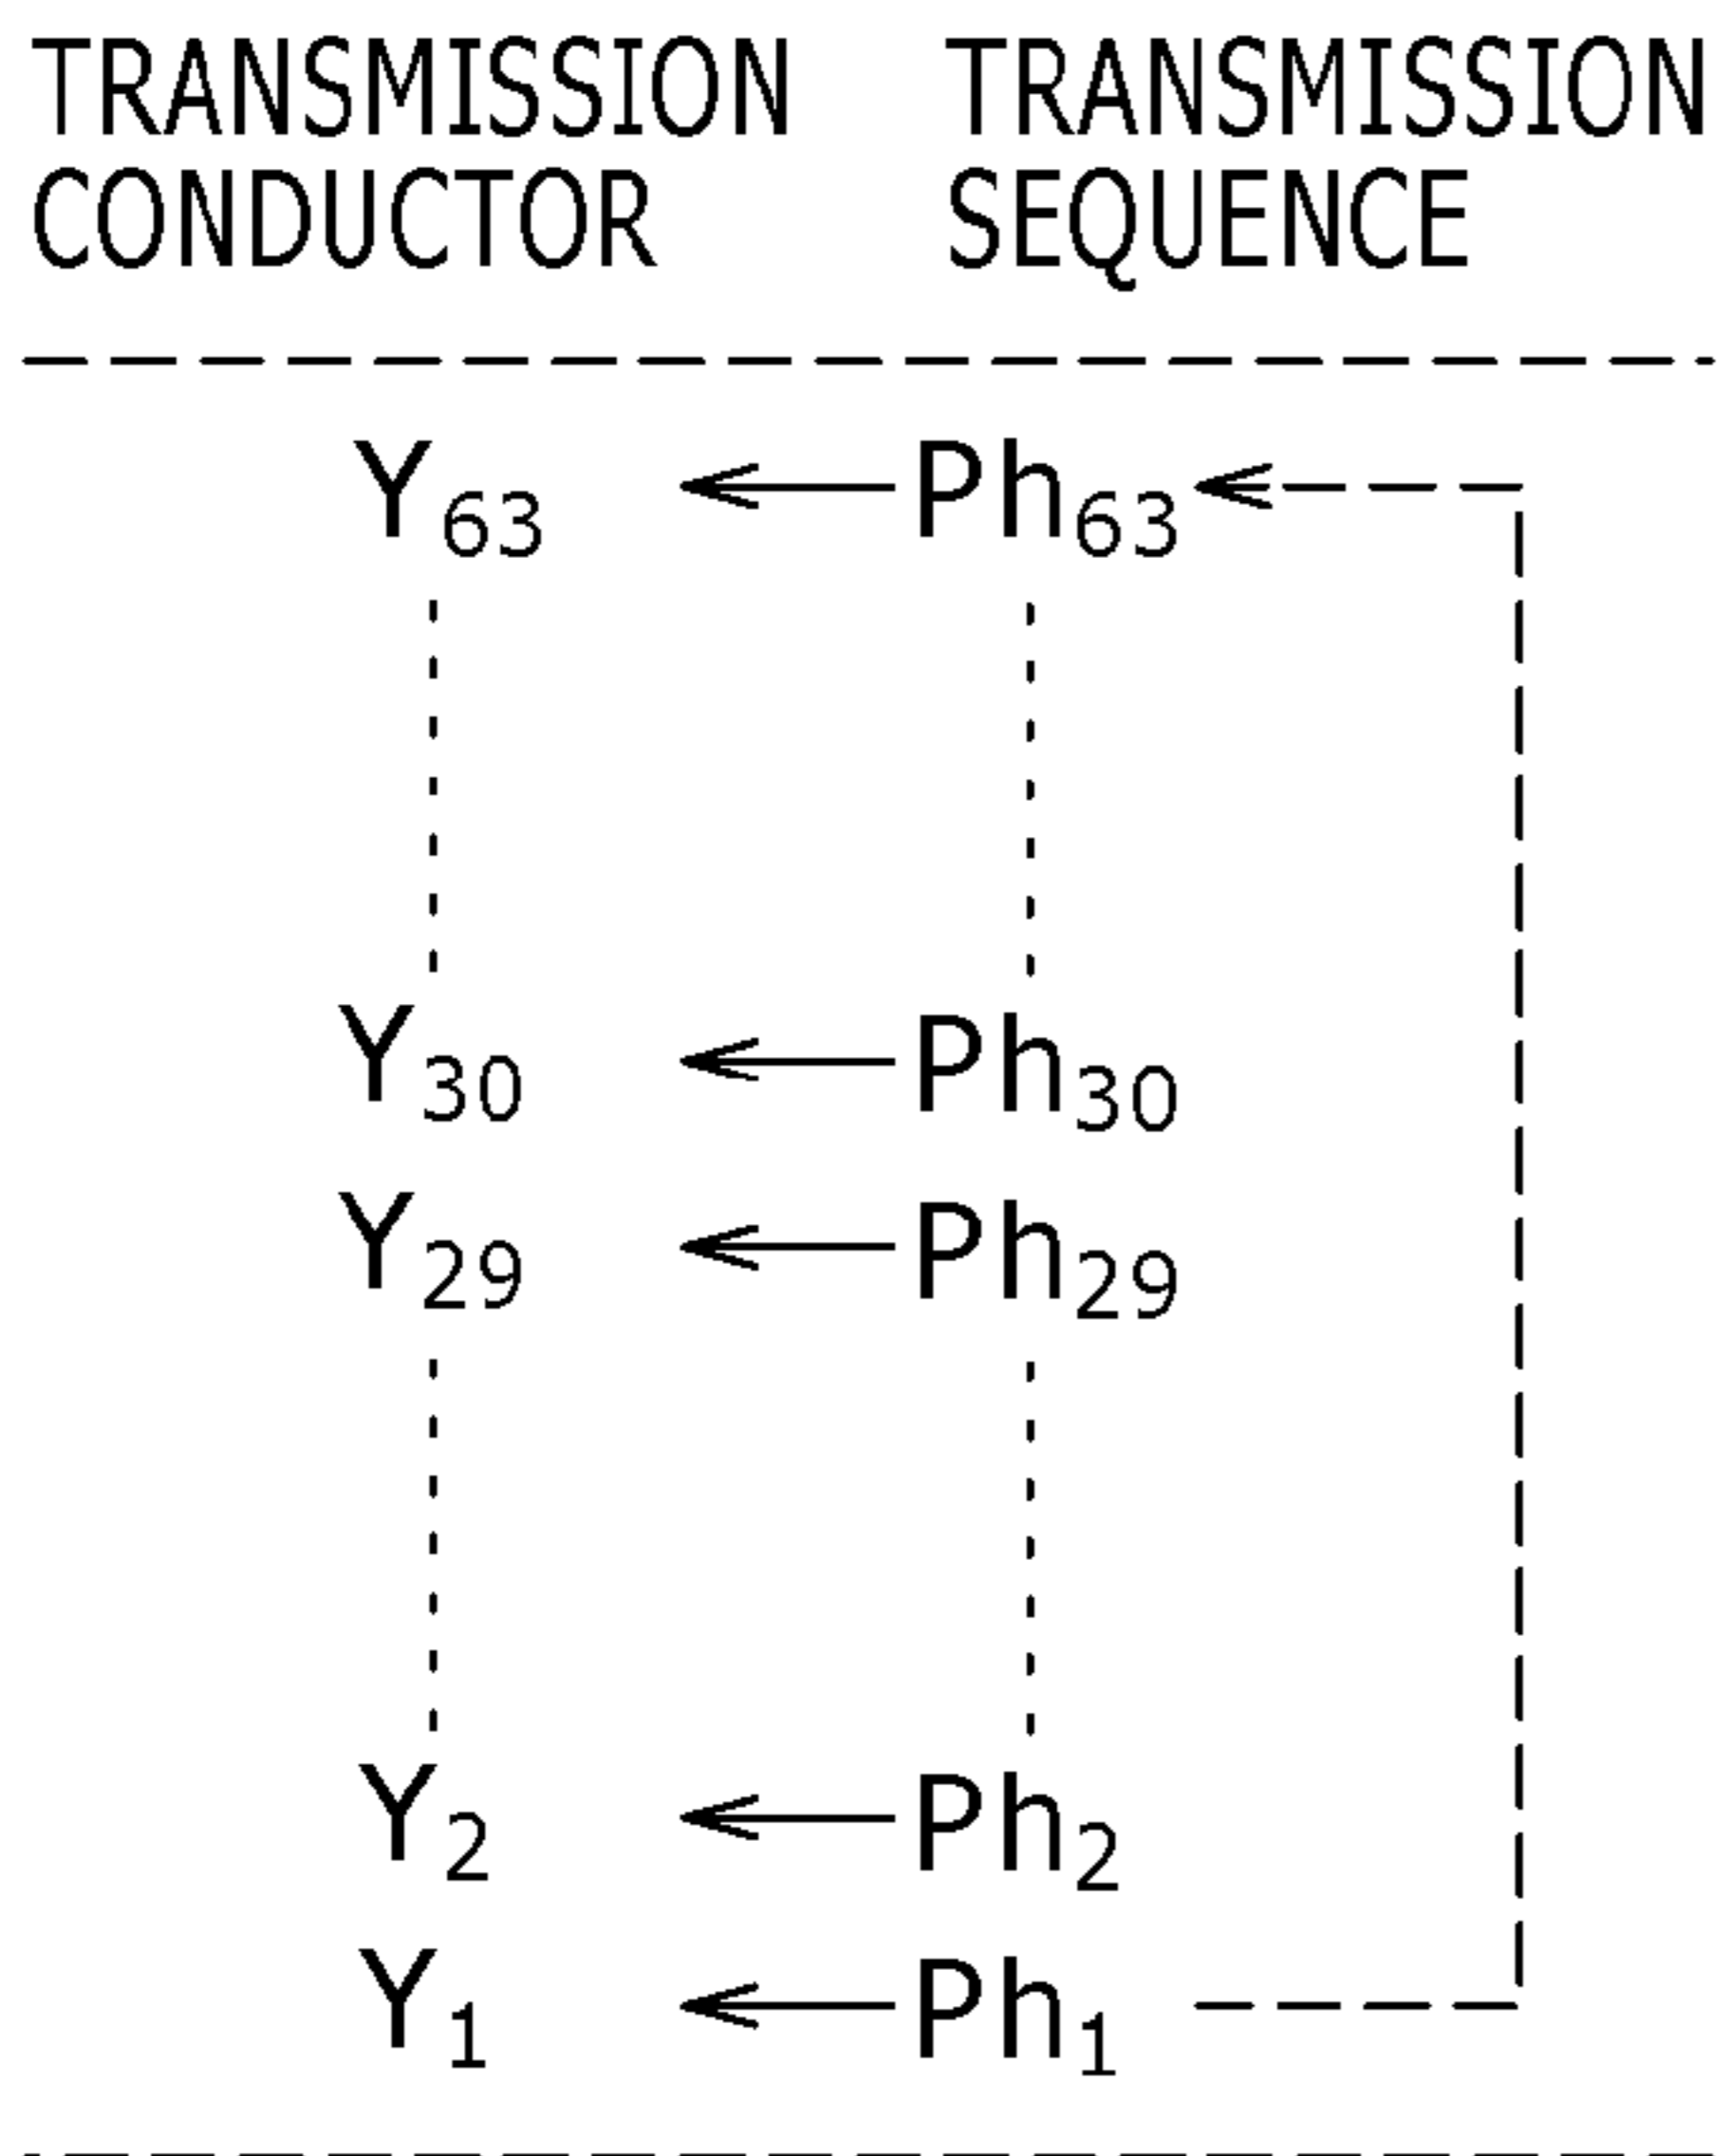 TRANSMISSION CONDUCTOR TRANSMISSION SEQUENCE
Y63 Ph63
Y30 Ph30
Y29 Ph29
Y2 Ph2
Y1 Ph1